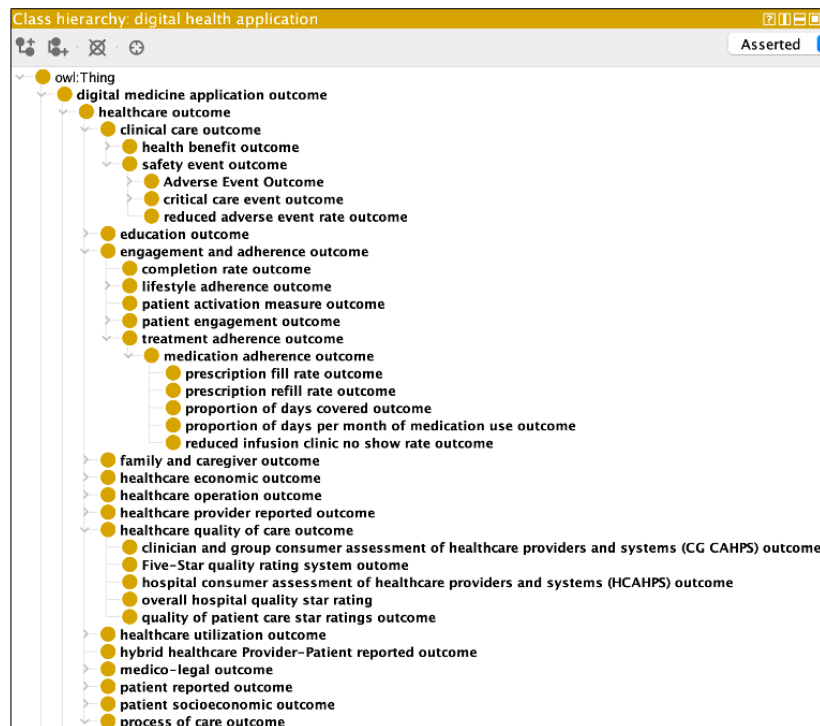 Class hierarchy: digital health application
Asserted
owl:Thing
digital medicine application outcome
healthcare outcome
clinical care outcome
health benefit outcome
safety event outcome
Adverse Event Outcome
critical care event outcome
reduced adverse event rate outcome
education outcome
engagement and adherence outcome
completion rate outcome
lifestyle adherence outcome
patient activation measure outcome
patient engagement outcome
treatment adherence outcome
medication adherence outcome
prescription fill rate outcome
prescription refill rate outcome
proportion of days covered outcome
proportion of days per month of medication use outcome
reduced infusion clinic no show rate outcome
family and caregiver outcome
healthcare economic outcome
healthcare operation outcome
healthcare provider reported outcome
healthcare quality of care outcome
clinician and group consumer assessment of healthcare providers and systems (CG CAHPS) outcome
Five-Star quality rating system outome
hospital consumer assessment of healthcare providers and systems (HCAHPS) outcome
overall hospital quality star rating
quality of patient care star ratings outcome
healthcare utilization outcome
hybrid healthcare Provider-Patient reported outcome
medico-legal outcome
patient reported outcome
patient socioeconomic outcome
process of care outcome